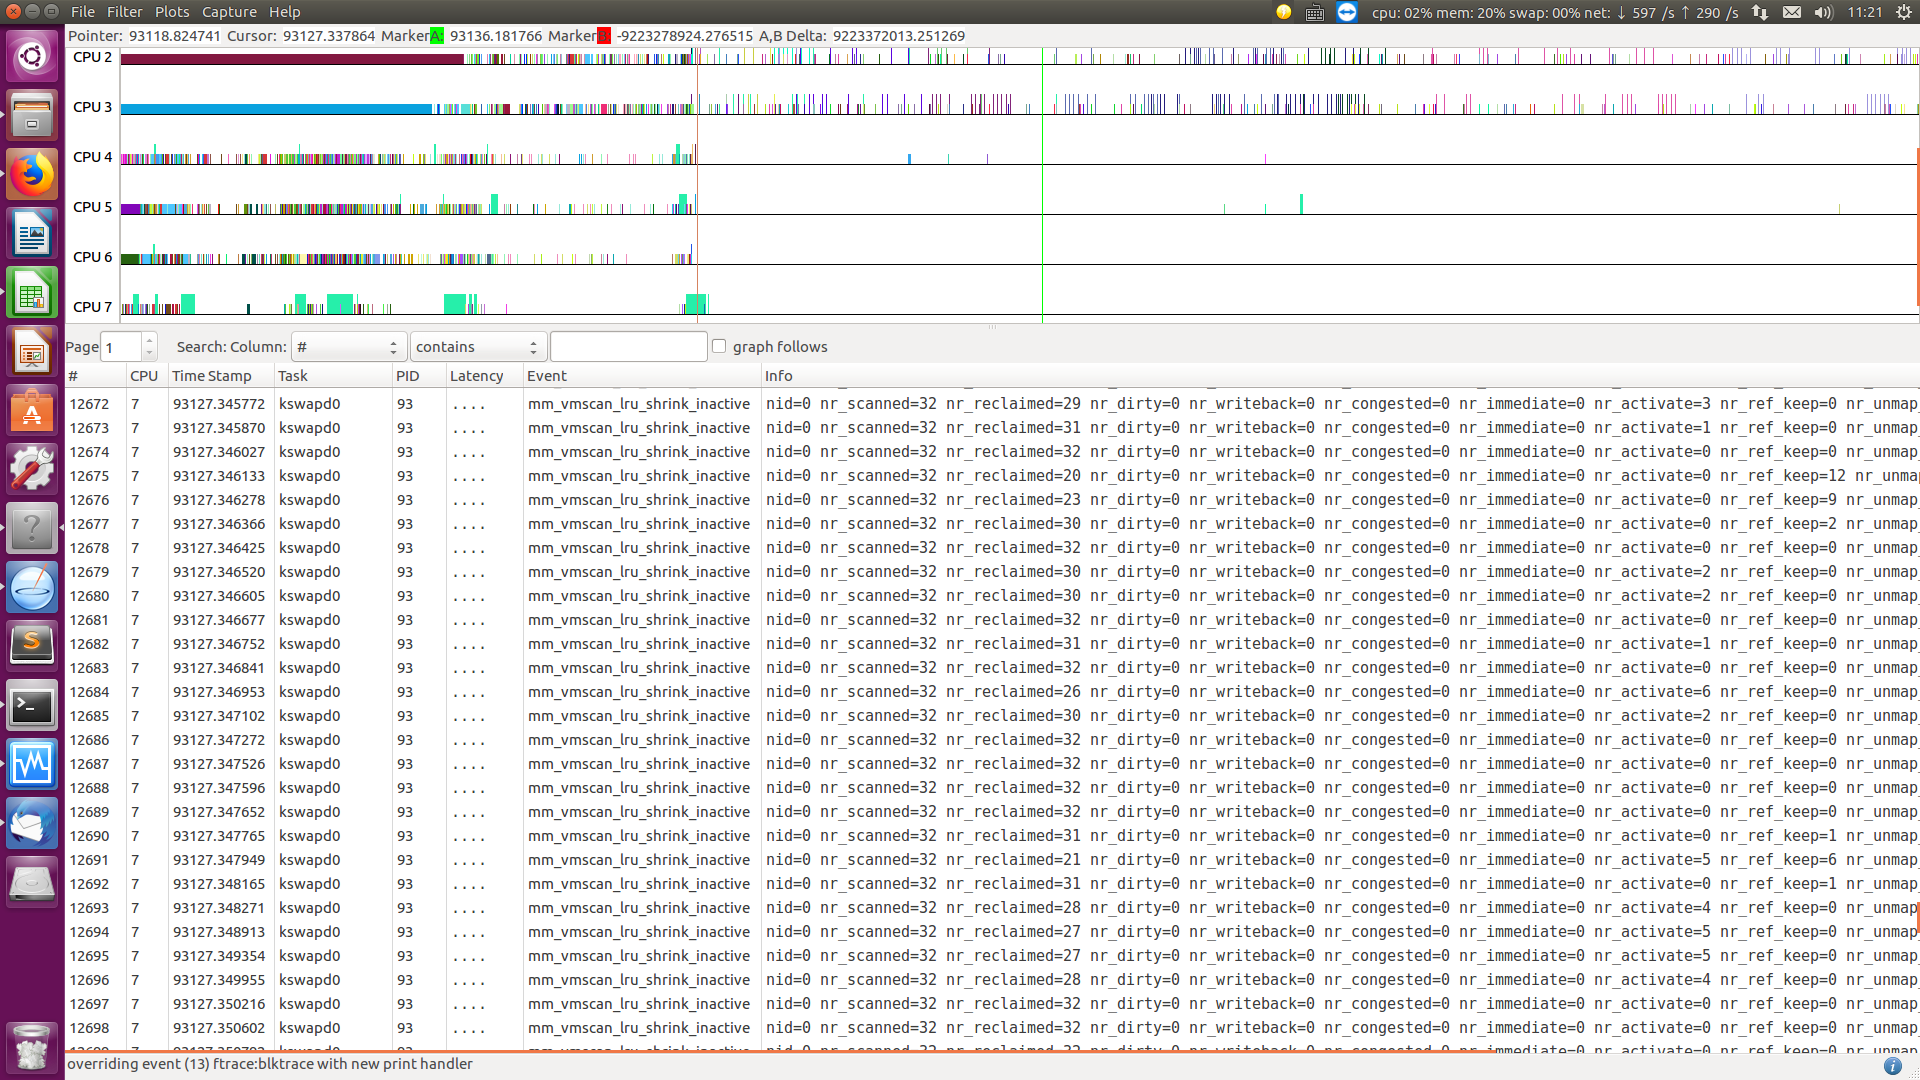 File Filter Plots Capture Help
cpu: 02% mem: 20% swap: 00% net: ↓ 597 /s ↑ 290 /s 11:21
Pointer: 93118.824741 Cursor: 93127.337864 Marker A: 93136.181766 Marker -9223278924.276515 A,B Delta: 9223372013.251269
CPU 2
CPU 3
CPU 4
CPU 5
CPU 6
CPU 7
Page 1 Search: Column: # contains graph follows
# CPU Time Stamp Task PID Latency Event Info
12672 7 93127.345772 kswapd0 93 .... mm_vmscan_lru_shrink_inactive nid=0 nr_scanned=32 nr_reclaimed=29 nr_dirty=0 nr_writeback=0 nr_congested=0 nr_immediate=0 nr_activate=3 nr_ref_keep=0 nr_unmap
12673 7 93127.345870 kswapd0 93 .... mm_vmscan_lru_shrink_inactive nid=0 nr_scanned=32 nr_reclaimed=31 nr_dirty=0 nr_writeback=0 nr_congested=0 nr_immediate=0 nr_activate=1 nr_ref_keep=0 nr_unmap
12674 7 93127.346027 kswapd0 93 .... mm_vmscan_lru_shrink_inactive nid=0 nr_scanned=32 nr_reclaimed=32 nr_dirty=0 nr_writeback=0 nr_congested=0 nr_immediate=0 nr_activate=0 nr_ref_keep=0 nr_unmap
12675 7 93127.346133 kswapd0 93 .... mm_vmscan_lru_shrink_inactive nid=0 nr_scanned=32 nr_reclaimed=20 nr_dirty=0 nr_writeback=0 nr_congested=0 nr_immediate=0 nr_activate=0 nr_ref_keep=12 nr_unma
12676 7 93127.346278 kswapd0 93 .... mm_vmscan_lru_shrink_inactive nid=0 nr_scanned=32 nr_reclaimed=23 nr_dirty=0 nr_writeback=0 nr_congested=0 nr_immediate=0 nr_activate=0 nr_ref_keep=9 nr_unmap
12677 7 93127.346366 kswapd0 93 .... mm_vmscan_lru_shrink_inactive nid=0 nr_scanned=32 nr_reclaimed=30 nr_dirty=0 nr_writeback=0 nr_congested=0 nr_immediate=0 nr_activate=0 nr_ref_keep=2 nr_unmap
12678 7 93127.346425 kswapd0 93 .... mm_vmscan_lru_shrink_inactive nid=0 nr_scanned=32 nr_reclaimed=32 nr_dirty=0 nr_writeback=0 nr_congested=0 nr_immediate=0 nr_activate=0 nr_ref_keep=0 nr_unmap
12679 7 93127.346520 kswapd0 93 .... mm_vmscan_lru_shrink_inactive nid=0 nr_scanned=32 nr_reclaimed=30 nr_dirty=0 nr_writeback=0 nr_congested=0 nr_immediate=0 nr_activate=2 nr_ref_keep=0 nr_unmap
12680 7 93127.346605 kswapd0 93 .... mm_vmscan_lru_shrink_inactive nid=0 nr_scanned=32 nr_reclaimed=30 nr_dirty=0 nr_writeback=0 nr_congested=0 nr_immediate=0 nr_activate=2 nr_ref_keep=0 nr_unmap
12681 7 93127.346677 kswapd0 93 .... mm_vmscan_lru_shrink_inactive nid=0 nr_scanned=32 nr_reclaimed=32 nr_dirty=0 nr_writeback=0 nr_congested=0 nr_immediate=0 nr_activate=0 nr_ref_keep=0 nr_unmap
12682 7 93127.346752 kswapd0 93 .... mm_vmscan_lru_shrink_inactive nid=0 nr_scanned=32 nr_reclaimed=31 nr_dirty=0 nr_writeback=0 nr_congested=0 nr_immediate=0 nr_activate=1 nr_ref_keep=0 nr_unmap
12683 7 93127.346841 kswapd0 93 .... mm_vmscan_lru_shrink_inactive nid=0 nr_scanned=32 nr_reclaimed=32 nr_dirty=0 nr_writeback=0 nr_congested=0 nr_immediate=0 nr_activate=0 nr_ref_keep=0 nr_unmap
12684 7 93127.346953 kswapd0 93 .... mm_vmscan_lru_shrink_inactive nid=0 nr_scanned=32 nr_reclaimed=26 nr_dirty=0 nr_writeback=0 nr_congested=0 nr_immediate=0 nr_activate=6 nr_ref_keep=0 nr_unmap
12685 7 93127.347102 kswapd0 93 .... mm_vmscan_lru_shrink_inactive nid=0 nr_scanned=32 nr_reclaimed=30 nr_dirty=0 nr_writeback=0 nr_congested=0 nr_immediate=0 nr_activate=2 nr_ref_keep=0 nr_unmap
12686 7 93127.347272 kswapd0 93 .... mm_vmscan_lru_shrink_inactive nid=0 nr_scanned=32 nr_reclaimed=32 nr_dirty=0 nr_writeback=0 nr_congested=0 nr_immediate=0 nr_activate=0 nr_ref_keep=0 nr_unmap
12687 7 93127.347526 kswapd0 93 .... mm_vmscan_lru_shrink_inactive nid=0 nr_scanned=32 nr_reclaimed=32 nr_dirty=0 nr_writeback=0 nr_congested=0 nr_immediate=0 nr_activate=0 nr_ref_keep=0 nr_unmap
12688 7 93127.347596 kswapd0 93 .... mm_vmscan_lru_shrink_inactive nid=0 nr_scanned=32 nr_reclaimed=32 nr_dirty=0 nr_writeback=0 nr_congested=0 nr_immediate=0 nr_activate=0 nr_ref_keep=0 nr_unmap
12689 7 93127.347652 kswapd0 93 .... mm_vmscan_lru_shrink_inactive nid=0 nr_scanned=32 nr_reclaimed=32 nr_dirty=0 nr_writeback=0 nr_congested=0 nr_immediate=0 nr_activate=0 nr_ref_keep=0 nr_unmap
12690 7 93127.347765 kswapd0 93 .... mm_vmscan_lru_shrink_inactive nid=0 nr_scanned=32 nr_reclaimed=31 nr_dirty=0 nr_writeback=0 nr_congested=0 nr_immediate=0 nr_activate=0 nr_ref_keep=1 nr_unmap
12691 7 93127.347949 kswapd0 93 .... mm_vmscan_lru_shrink_inactive nid=0 nr_scanned=32 nr_reclaimed=21 nr_dirty=0 nr_writeback=0 nr_congested=0 nr_immediate=0 nr_activate=5 nr_ref_keep=6 nr_unmap
12692 7 93127.348165 kswapd0 93 .... mm_vmscan_lru_shrink_inactive nid=0 nr_scanned=32 nr_reclaimed=31 nr_dirty=0 nr_writeback=0 nr_congested=0 nr_immediate=0 nr_activate=0 nr_ref_keep=1 nr_unmap
12693 7 93127.348271 kswapd0 93 .... mm_vmscan_lru_shrink_inactive nid=0 nr_scanned=32 nr_reclaimed=28 nr_dirty=0 nr_writeback=0 nr_congested=0 nr_immediate=0 nr_activate=4 nr_ref_keep=0 nr_unmap
12694 7 93127.348913 kswapd0 93 .... mm_vmscan_lru_shrink_inactive nid=0 nr_scanned=32 nr_reclaimed=27 nr_dirty=0 nr_writeback=0 nr_congested=0 nr_immediate=0 nr_activate=5 nr_ref_keep=0 nr_unmap
12695 7 93127.349354 kswapd0 93 .... mm_vmscan_lru_shrink_inactive nid=0 nr_scanned=32 nr_reclaimed=27 nr_dirty=0 nr_writeback=0 nr_congested=0 nr_immediate=0 nr_activate=5 nr_ref_keep=0 nr_unmap
12696 7 93127.349955 kswapd0 93 .... mm_vmscan_lru_shrink_inactive nid=0 nr_scanned=32 nr_reclaimed=28 nr_dirty=0 nr_writeback=0 nr_congested=0 nr_immediate=0 nr_activate=4 nr_ref_keep=0 nr_unmap
12697 7 93127.350216 kswapd0 93 .... mm_vmscan_lru_shrink_inactive nid=0 nr_scanned=32 nr_reclaimed=32 nr_dirty=0 nr_writeback=0 nr_congested=0 nr_immediate=0 nr_activate=0 nr_ref_keep=0 nr_unmap
12698 7 93127.350602 kswapd0 93 .... mm_vmscan_lru_shrink_inactive nid=0 nr_scanned=32 nr_reclaimed=32 nr_dirty=0 nr_writeback=0 nr_congested=0 nr_immediate=0 nr_activate=0 nr_ref_keep=0 nr_unmap
overriding event (13) ftrace:blktrace with new print handler